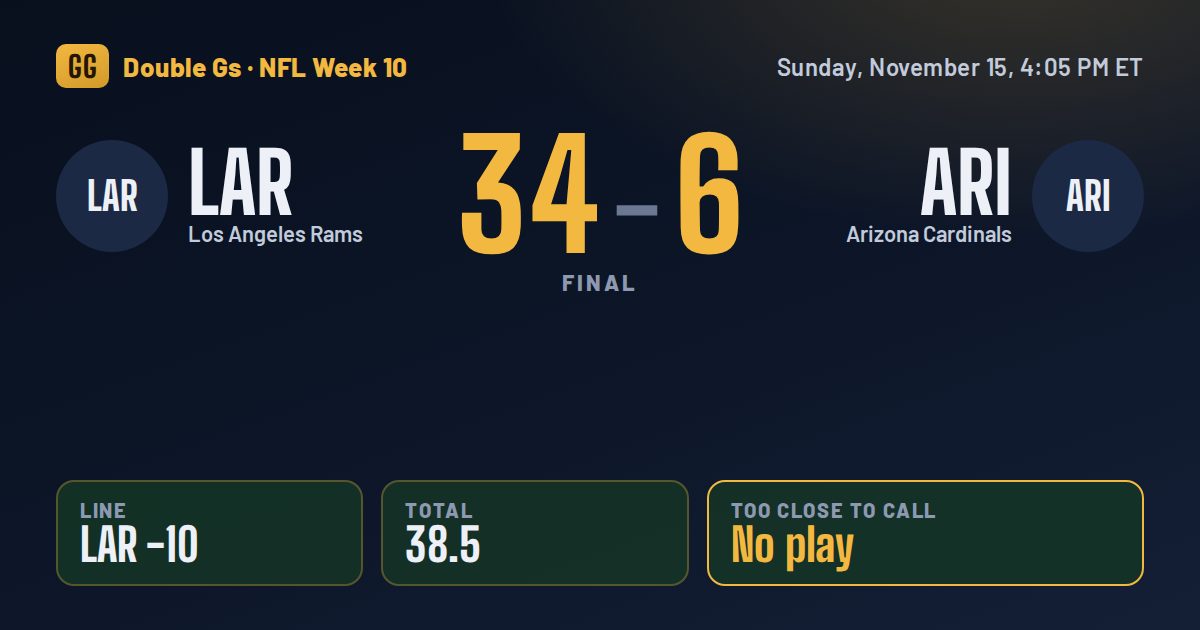 GG Double Gs · NFL Week 10
Sunday, November 15, 4:05 PM ET
LAR
LAR
Los Angeles Rams
34 – 6
FINAL
ARI
Arizona Cardinals
ARI
LINE
LAR −10
TOTAL
38.5
TOO CLOSE TO CALL
No play